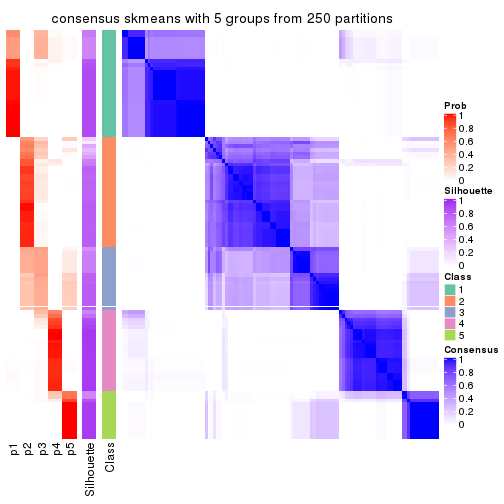 consensus skmeans with 5 groups from 250 partitions
Prob
1
0.8
0.6
0.4
0.2
0
Silhouette
1
0.8
0.6
0.4
0.2
0
Class
1
2
3
4
5
Consensus
1
0.8
0.6
0.4
0.2
0
p1
p2
p3
p4
p5
Silhouette
Class